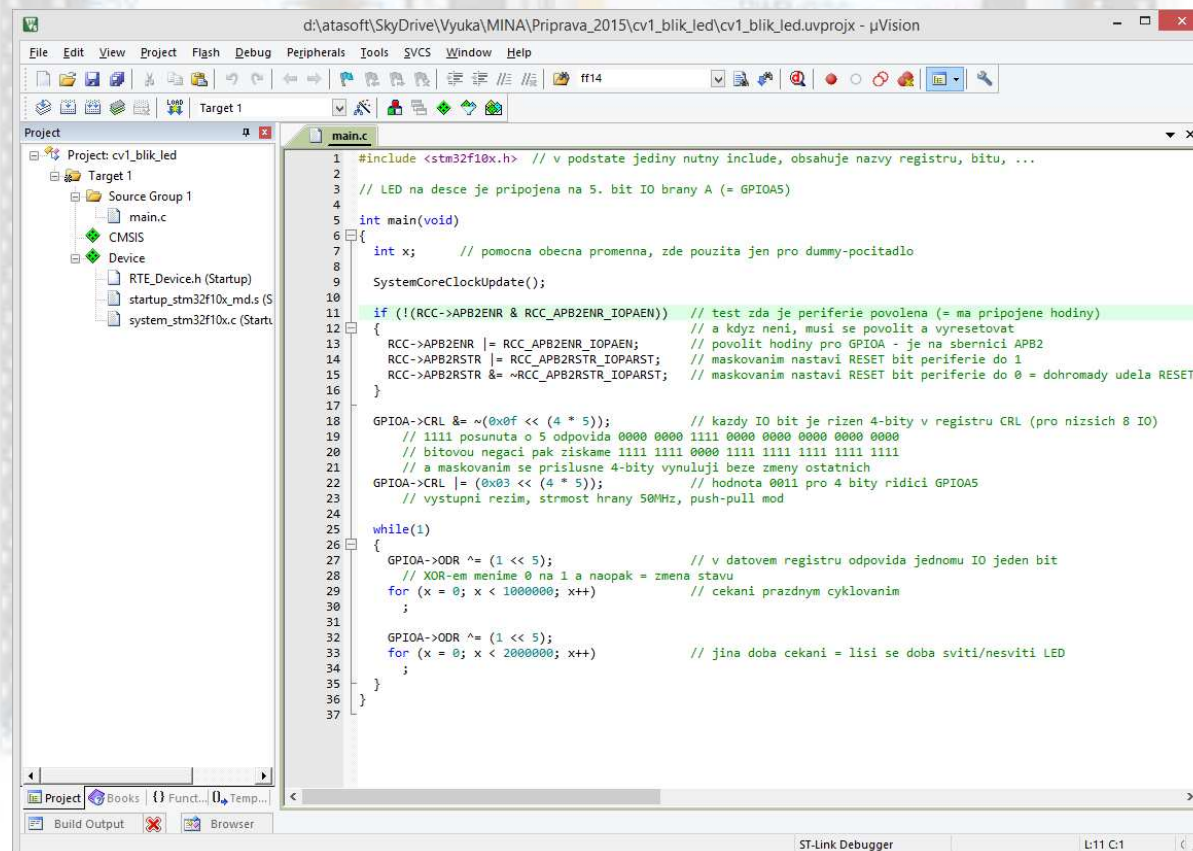 d:\atasoft\SkyDrive\Vyuka\MINA\Priprava_2015\cv1_blik_led\cv1_blik_led.uvprojx - µVision
File Edit View Project Flash Debug Peripherals Tools SVCS Window Help
ff14
LOAD Target 1
Project
main.c
Project: cv1_blik_led
Target 1
Source Group 1
main.c
CMSIS
Device
RTE_Device.h (Startup)
startup_stm32f10x_md.s (S
system_stm32f10x.c (Startu
1 #include <stm32f10x.h> // v podstate jediny nutny include, obsahuje nazvy registru, bitu, ...
2
3 // LED na desce je pripojena na 5. bit IO brany A (= GPIOA5)
4
5 int main(void)
6 {
7 int x; // pomocna obecna promenna, zde pouzita jen pro dummy-pocitadlo
8
9 SystemCoreClockUpdate();
10
11 if (!(RCC->APB2ENR & RCC_APB2ENR_IOPAEN)) // test zda je periferie povolena (= ma pripojene hodiny)
12 { // a kdyz neni, musi se povolit a vyresetovat
13 RCC->APB2ENR |= RCC_APB2ENR_IOPAEN; // povolit hodiny pro GPIOA - je na sbernici APB2
14 RCC->APB2RSTR |= RCC_APB2RSTR_IOPARST; // maskovanim nastavi RESET bit periferie do 1
15 RCC->APB2RSTR &= ~RCC_APB2RSTR_IOPARST; // maskovanim nastavi RESET bit periferie do 0 = dohromady udela RESET
16 }
17
18 GPIOA->CRL &= ~(0x0f << (4 * 5)); // kazdy IO bit je rizen 4-bity v registru CRL (pro nizsich 8 IO)
19 // 1111 posunuta o 5 odpovida 0000 0000 1111 0000 0000 0000 0000 0000
20 // bitovou negaci pak ziskame 1111 1111 0000 1111 1111 1111 1111 1111
21 // a maskovanim se prislusne 4-bity vynuluji beze zmeny ostatnich
22 GPIOA->CRL |= (0x03 << (4 * 5)); // hodnota 0011 pro 4 bity ridici GPIOA5
23 // vystupni rezim, strmost hrany 50MHz, push-pull mod
24
25 while(1)
26 {
27 GPIOA->ODR ^= (1 << 5); // v datovem registru odpovida jednomu IO jeden bit
28 // XOR-em menime 0 na 1 a naopak = zmena stavu
29 for (x = 0; x < 1000000; x++) // cekani prazdnym cyklovanim
30 ;
31
32 GPIOA->ODR ^= (1 << 5);
33 for (x = 0; x < 2000000; x++) // jina doba cekani = lisi se doba sviti/nesviti LED
34 ;
35 }
36 }
37
Project Books {} Funct... Temp...
Build Output Browser
ST-Link Debugger L:11 C:1